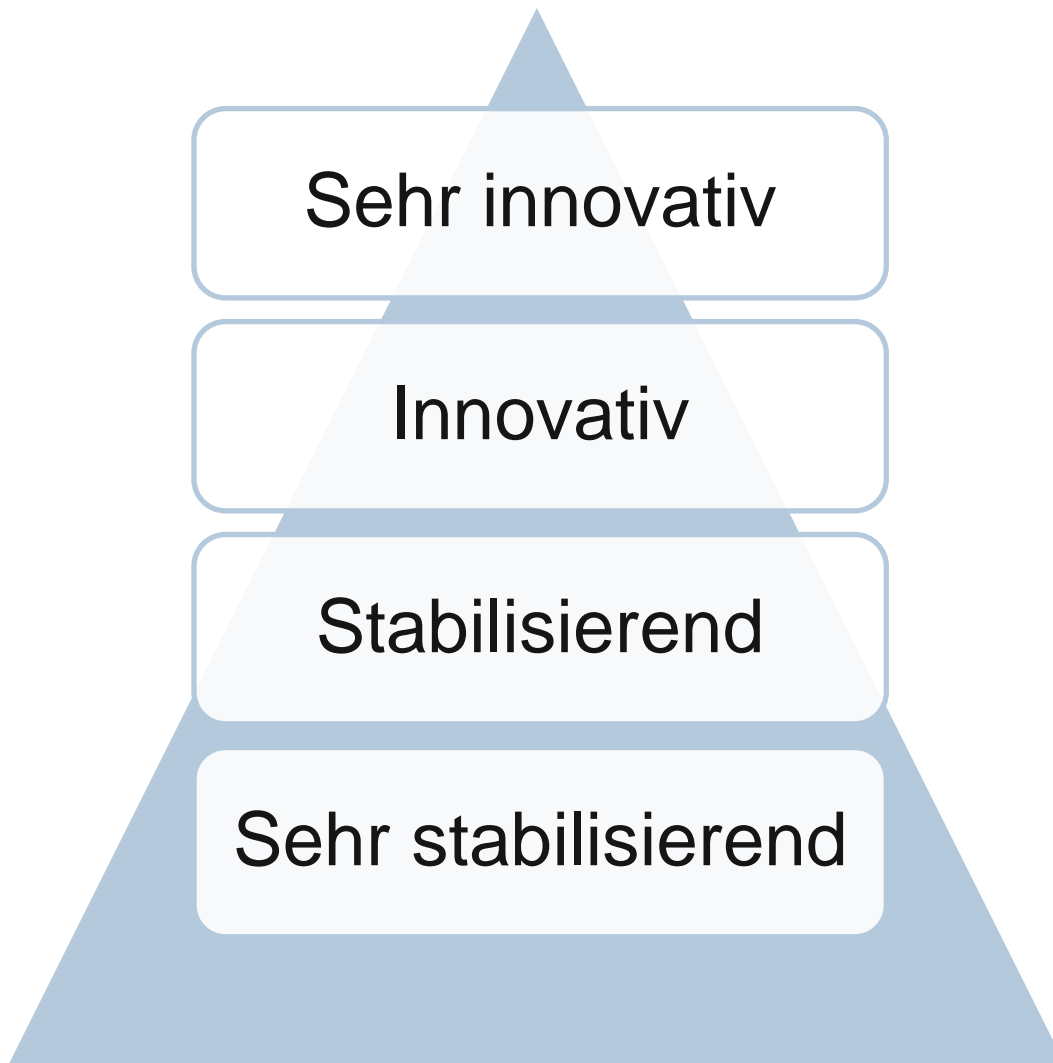 Sehr innovativ
Innovativ
Stabilisierend
Sehr stabilisierend